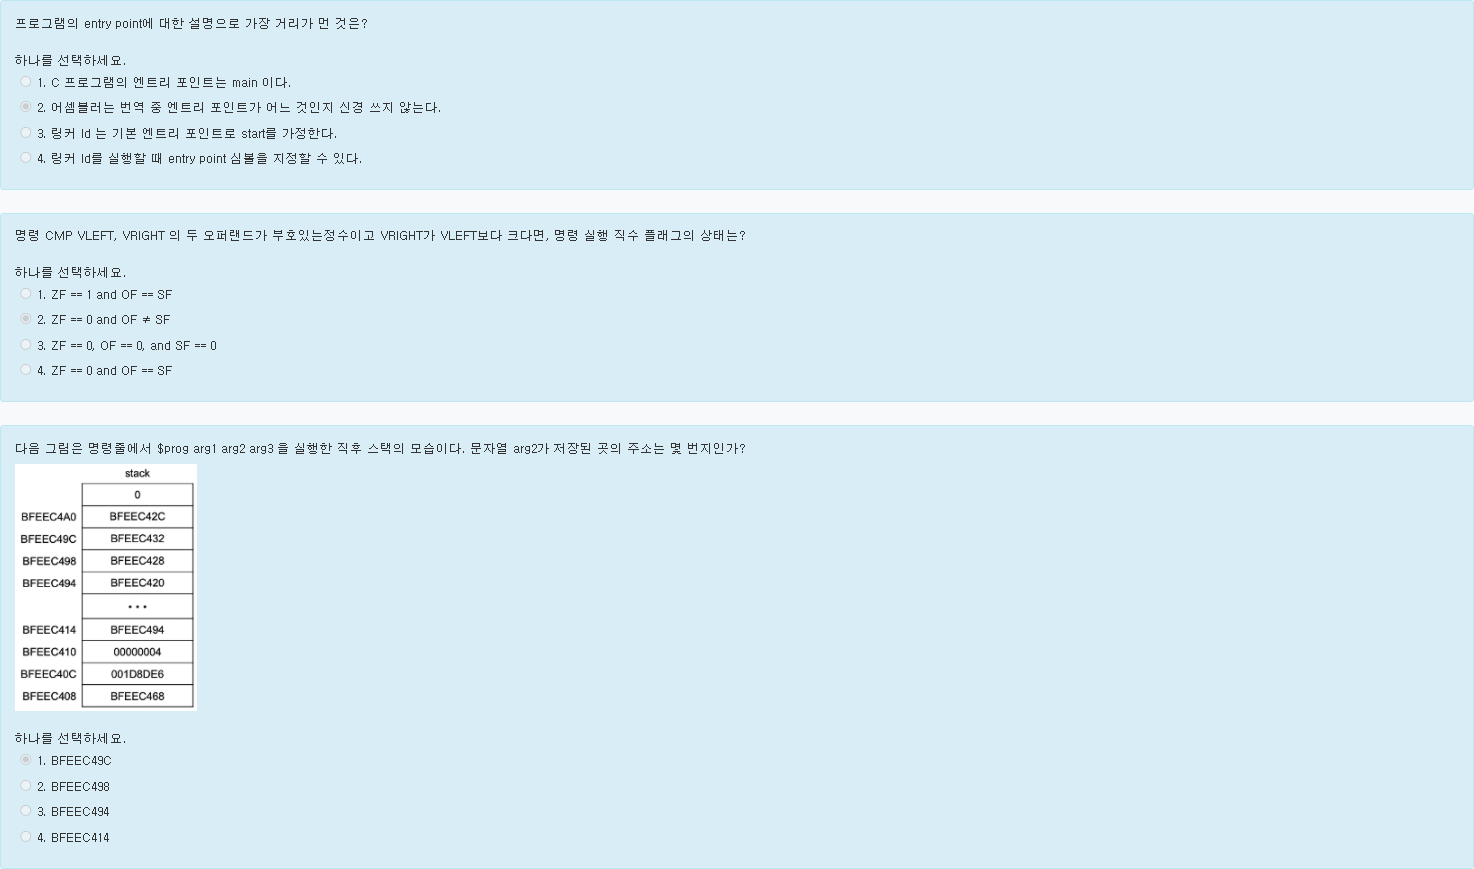 프로그램의 entry point에 대한 설명으로 가장 거리가 먼 것은?
하나를 선택하세요.
1. C 프로그램의 엔트리 포인트는 main 이다.
2. 어셈블러는 번역 중 엔트리 포인트가 어느 것인지 신경 쓰지 않는다.
3. 링커 ld 는 기본 엔트리 포인트로 start를 가정한다.
4. 링커 ld를 실행할 때 entry point 심볼을 지정할 수 있다.
명령 CMP VLEFT, VRIGHT 의 두 오퍼랜드가 부호있는정수이고 VRIGHT가 VLEFT보다 크다면, 명령 실행 직수 플래그의 상태는?
하나를 선택하세요.
1. ZF == 1 and OF == SF
2. ZF == 0 and OF ≠ SF
3. ZF == 0, OF == 0, and SF == 0
4. ZF == 0 and OF == SF
다음 그림은 명령줄에서 $prog arg1 arg2 arg3 을 실행한 직후 스택의 모습이다. 문자열 arg2가 저장된 곳의 주소는 몇 번지인가?
stack
0
BFEEC4A0 BFEEC42C
BFEEC49C BFEEC432
BFEEC498 BFEEC428
BFEEC494 BFEEC420
• • •
BFEEC414 BFEEC494
BFEEC410 00000004
BFEEC40C 001D8DE6
BFEEC408 BFEEC468
하나를 선택하세요.
1. BFEEC49C
2. BFEEC498
3. BFEEC494
4. BFEEC414